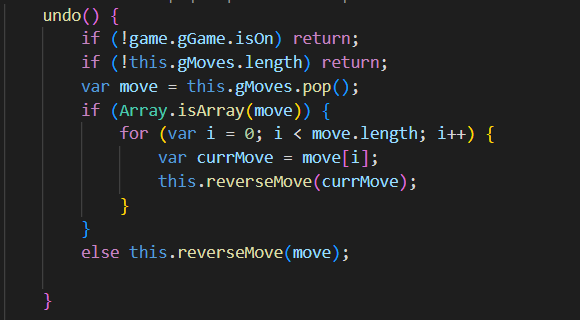 undo() {
if (!game.gGame.isOn) return;
if (!this.gMoves.length) return;
var move = this.gMoves.pop();
if (Array.isArray(move)) {
for (var i = 0; i < move.length; i++) {
var currMove = move[i];
this.reverseMove(currMove);
}
}
else this.reverseMove(move);
}